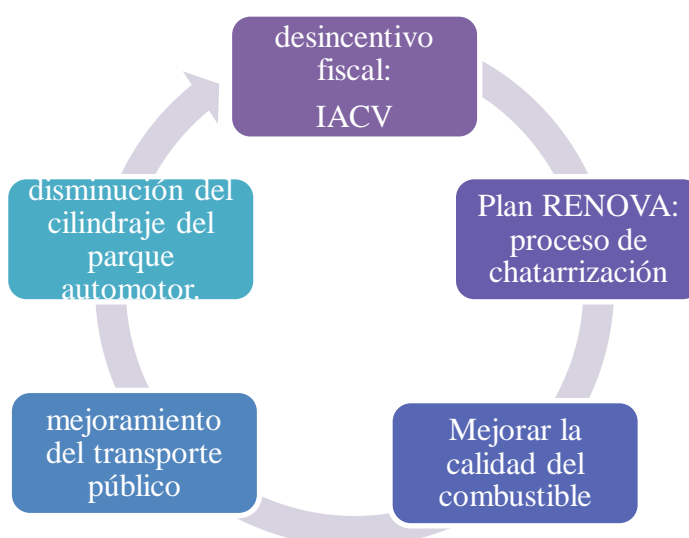 desincentivo
fiscal:
IACV
Plan RENOVA:
proceso de
chatarrización
Mejorar la
calidad del
combustible
mejoramiento
del transporte
público
disminución del
cilindraje del
parque
automotor.